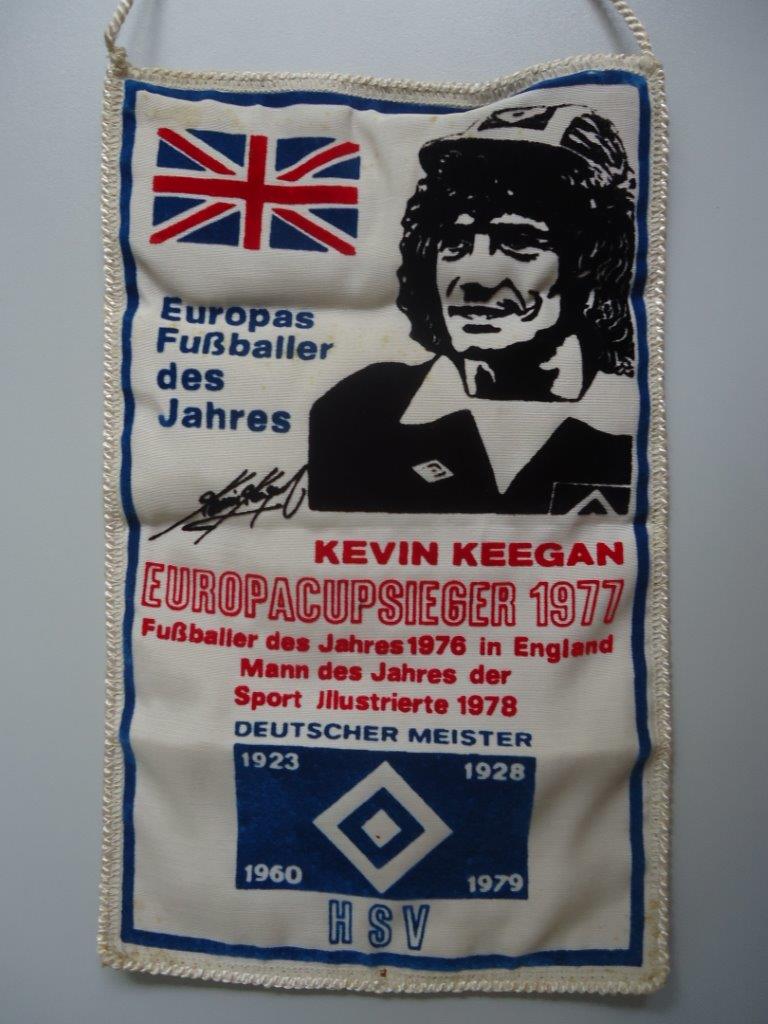 Europas
Fußballer
des
Jahres
KEVIN KEEGAN
EUROPACUPSIEGER 1977
Fußballer des Jahres 1976 in England
Mann des Jahres der
Sport Jllustrierte 1978
DEUTSCHER MEISTER
1923 1928
1960 1979
HSV